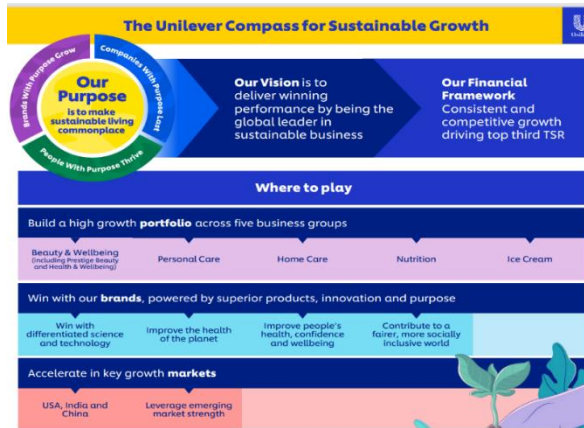 The Unilever Compass for Sustainable Growth
Brands With Purpose Grow
Companies With Purpose Last
People With Purpose Thrive
Our
Purpose
is to make
sustainable living
commonplace
Our Vision is to
deliver winning
performance by being the
global leader in
sustainable business
Our Financial
Framework
Consistent and
competitive growth
driving top third TSR
Where to play
Build a high growth portfolio across five business groups
Beauty & Wellbeing
(Including Prestige Beauty
and Health & Wellbeing)
Personal Care
Home Care
Nutrition
Ice Cream
Win with our brands, powered by superior products, innovation and purpose
Win with
differentiated science
and technology
Improve the health
of the planet
Improve people's
health, confidence
and wellbeing
Contribute to a
fairer, more socially
inclusive world
Accelerate in key growth markets
USA, India and
China
Leverage emerging
market strength